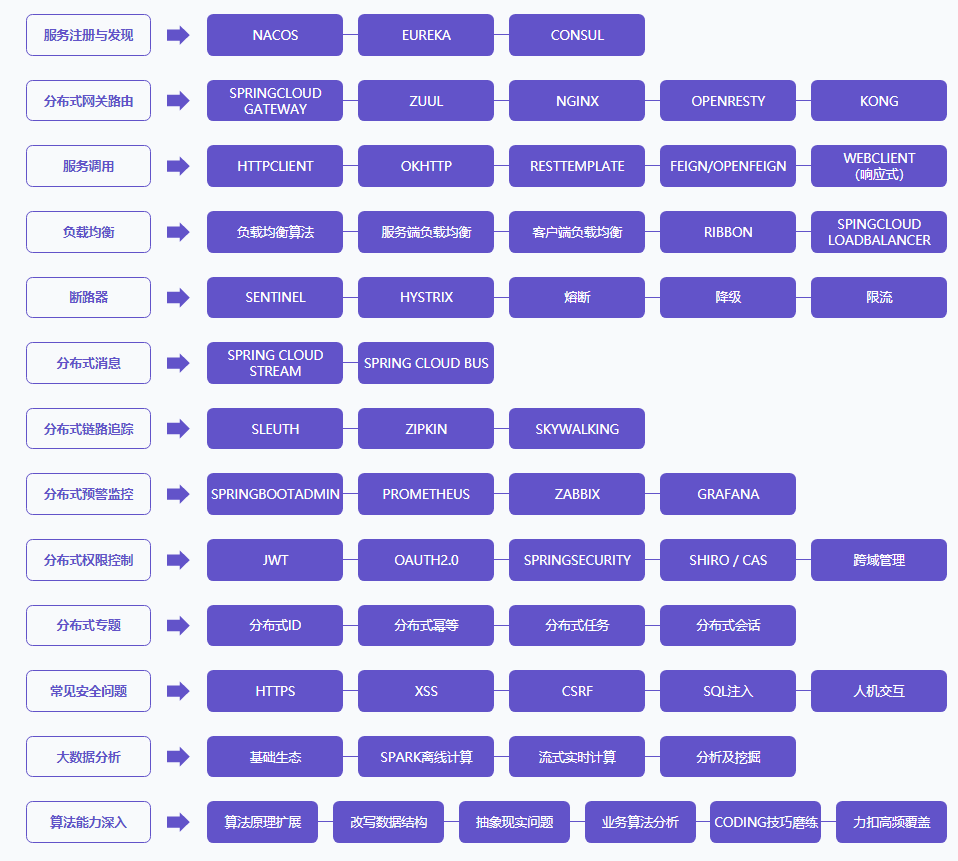 服务注册与发现
NACOS
EUREKA
CONSUL
分布式网关路由
SPRINGCLOUD
GATEWAY
ZUUL
NGINX
OPENRESTY
KONG
服务调用
HTTPCLIENT
OKHTTP
RESTTEMPLATE
FEIGN/OPENFEIGN
WEBCLIENT
(响应式)
负载均衡
负载均衡算法
服务端负载均衡
客户端负载均衡
RIBBON
SPINGCLOUD
LOADBALANCER
断路器
SENTINEL
HYSTRIX
熔断
降级
限流
分布式消息
SPRING CLOUD
STREAM
SPRING CLOUD BUS
分布式链路追踪
SLEUTH
ZIPKIN
SKYWALKING
分布式预警监控
SPRINGBOOTADMIN
PROMETHEUS
ZABBIX
GRAFANA
分布式权限控制
JWT
OAUTH2.0
SPRINGSECURITY
SHIRO / CAS
跨域管理
分布式专题
分布式ID
分布式幂等
分布式任务
分布式会话
常见安全问题
HTTPS
XSS
CSRF
SQL注入
人机交互
大数据分析
基础生态
SPARK离线计算
流式实时计算
分析及挖掘
算法能力深入
算法原理扩展
改写数据结构
抽象现实问题
业务算法分析
CODING技巧磨练
力扣高频覆盖